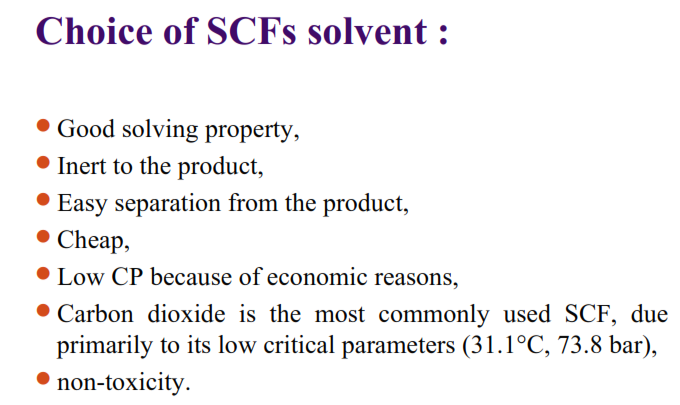 Choice of SCFs solvent :
• Good solving property,
• Inert to the product,
• Easy separation from the product,
• Cheap,
• Low CP because of economic reasons,
• Carbon dioxide is the most commonly used SCF, due
primarily to its low critical parameters (31.1°C, 73.8 bar),
• non-toxicity.